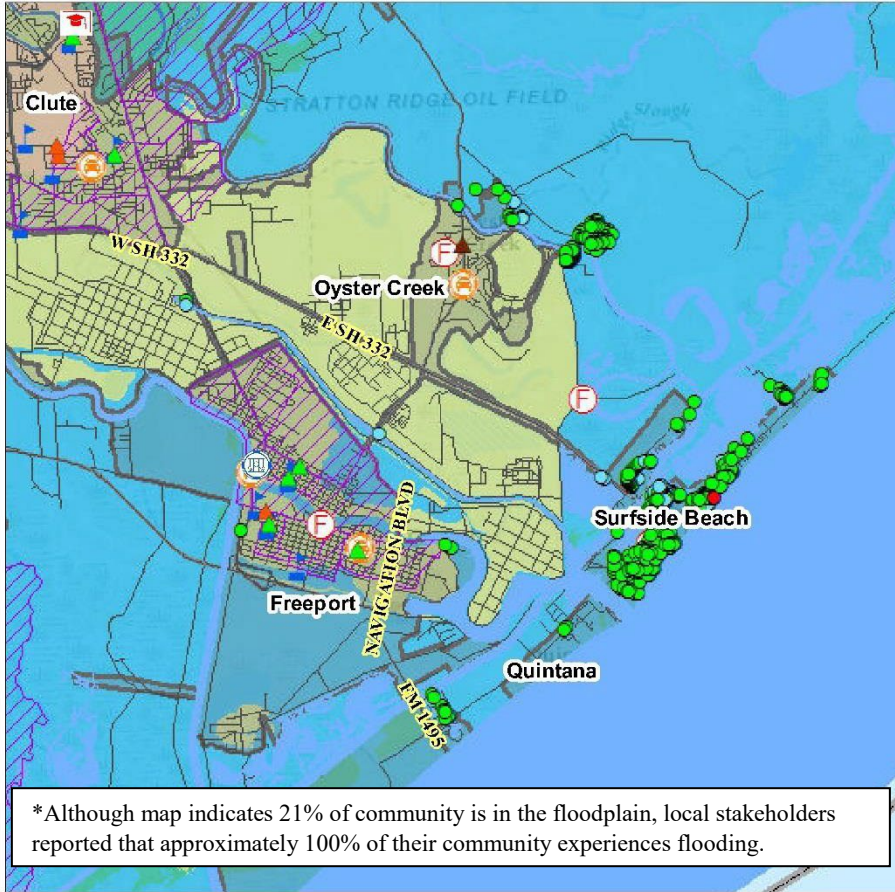 Clute
STRATTON RIDGE OIL FIELD
Slough
W SH 332
Oyster Creek
E SH 332
F
F
Surfside Beach
F
NAVIGATION BLVD
Freeport
Quintana
FM 1495
*Although map indicates 21% of community is in the floodplain, local stakeholders
reported that approximately 100% of their community experiences flooding.